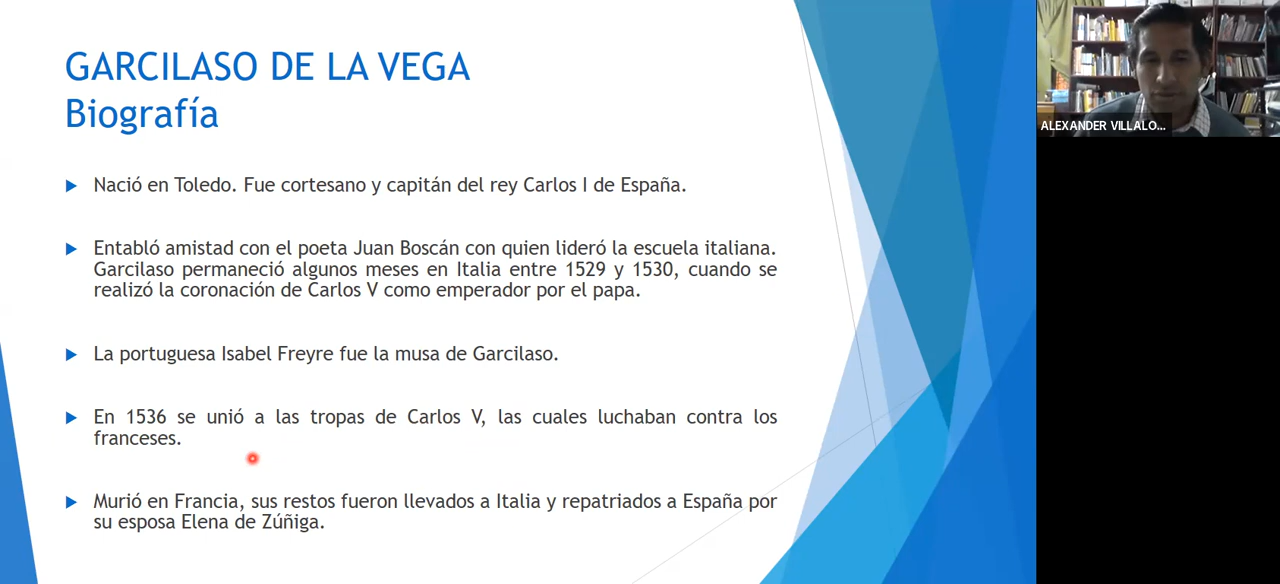 GARCILASO DE LA VEGA
Biografía
Nació en Toledo. Fue cortesano y capitán del rey Carlos I de España.
Entabló amistad con el poeta Juan Boscán con quien lideró la escuela italiana.
Garcilaso permaneció algunos meses en Italia entre 1529 y 1530, cuando se
realizó la coronación de Carlos V como emperador por el papa.
La portuguesa Isabel Freyre fue la musa de Garcilaso.
En 1536 se unió a las tropas de Carlos V, las cuales luchaban contra los
franceses.
Murió en Francia, sus restos fueron llevados a Italia y repatriados a España por
su esposa Elena de Zúñiga.
ALEXANDER VILLALO...